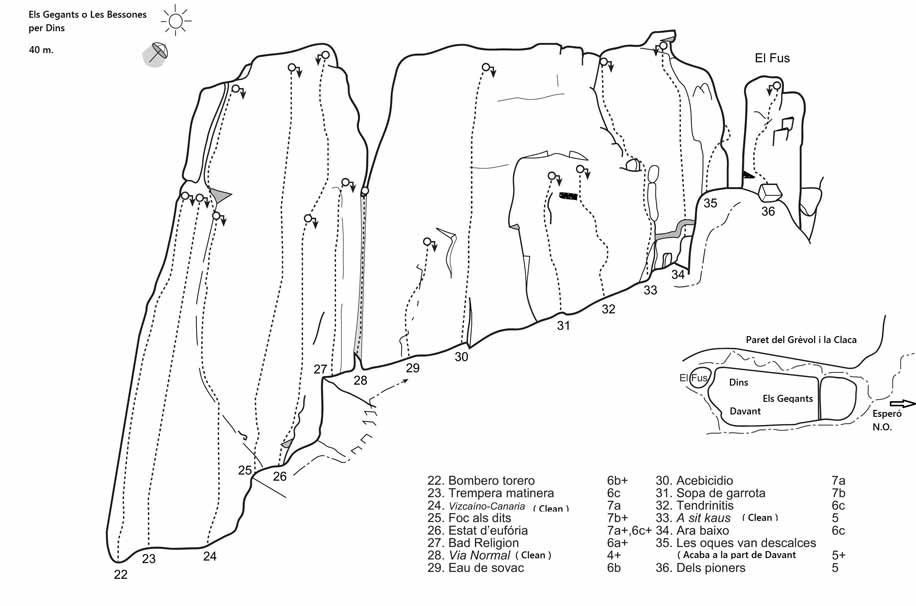 Els Gegants o Les Bessones
per Dins
40 m.
El Fus
35
36
34
33
32
31
30
29
28
27
25
26
24
23
22
Paret del Grèvol i la Claca
El Fus
Dins
Els Gegants
Davant
Esperó
N.O.
22. Bombero torero 6b+
23. Trempera matinera 6c
24. Vizcaíno-Canaria ( Clean ) 7a
25. Foc als dits 7b+
26. Estat d'eufória 7a+,6c+
27. Bad Religion 6a+
28. Via Normal ( Clean ) 4+
29. Eau de sovac 6b
30. Acebicidio 7a
31. Sopa de garrota 7b
32. Tendrinitis 6c
33. A sit kaus ( Clean ) 5
34. Ara baixo 6c
35. Les oques van descalces
( Acaba a la part de Davant 5+
36. Dels pioners 5